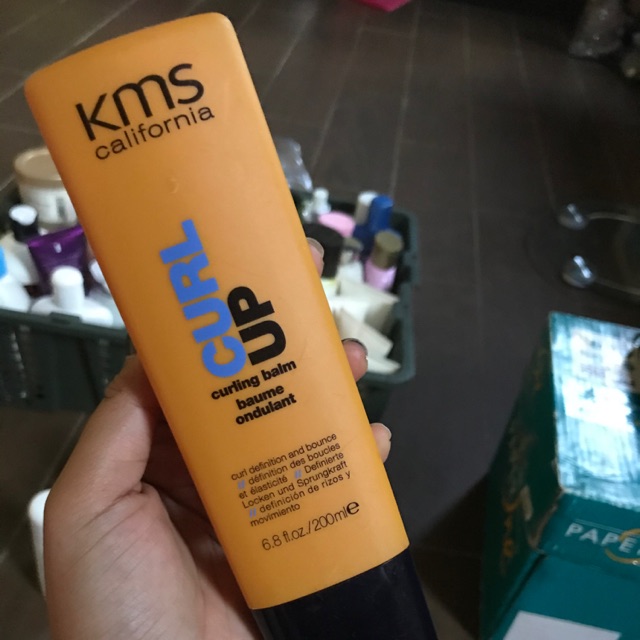 kms
california
CURL
UP
curling balm
baume
ondulant
curl definition and bounce
définition des boucles
et élasticité Definierte
Locken und Sprungkraft
definición de rizos y
movimiento
6.8 fl.oz./200ml e